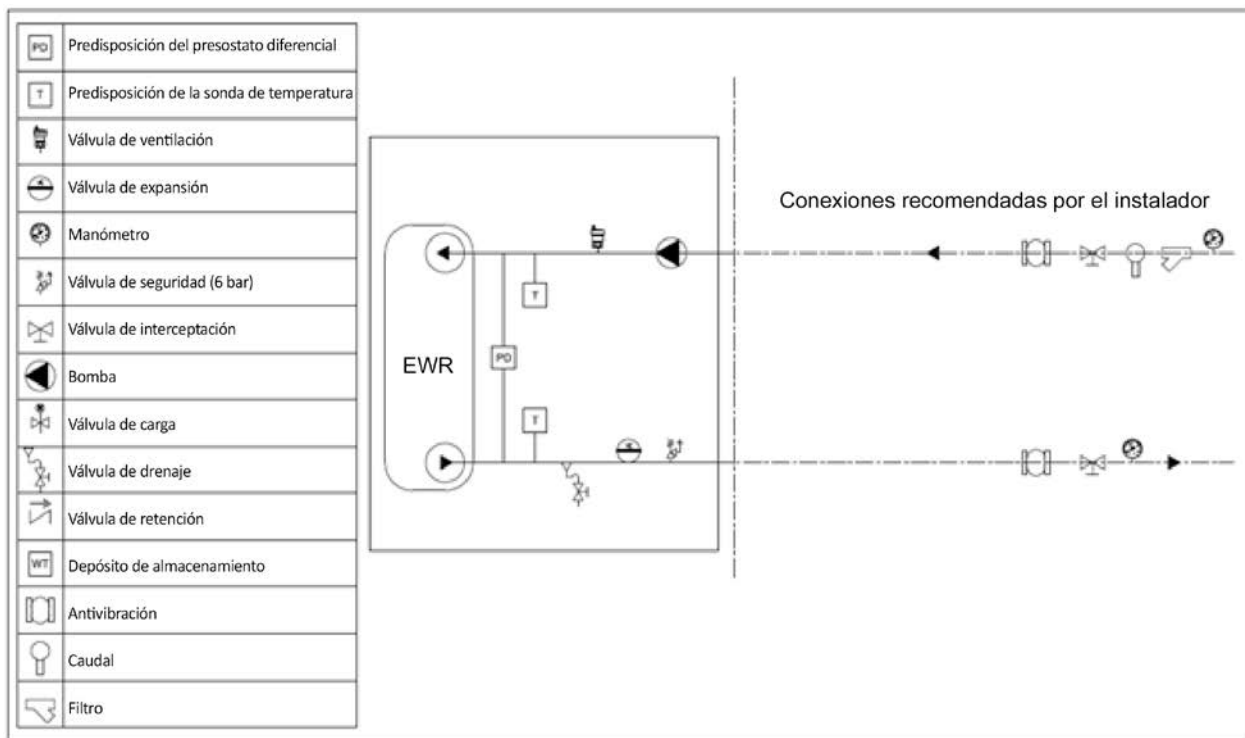 PD Predisposición del presostato diferencial
T Predisposición de la sonda de temperatura
Válvula de ventilación
Válvula de expansión
Manómetro
Válvula de seguridad (6 bar)
Válvula de interceptación
Bomba
Válvula de carga
Válvula de drenaje
Válvula de retención
WT Depósito de almacenamiento
Antivibración
Caudal
Filtro
Conexiones recomendadas por el instalador
T
PD
EWR
T